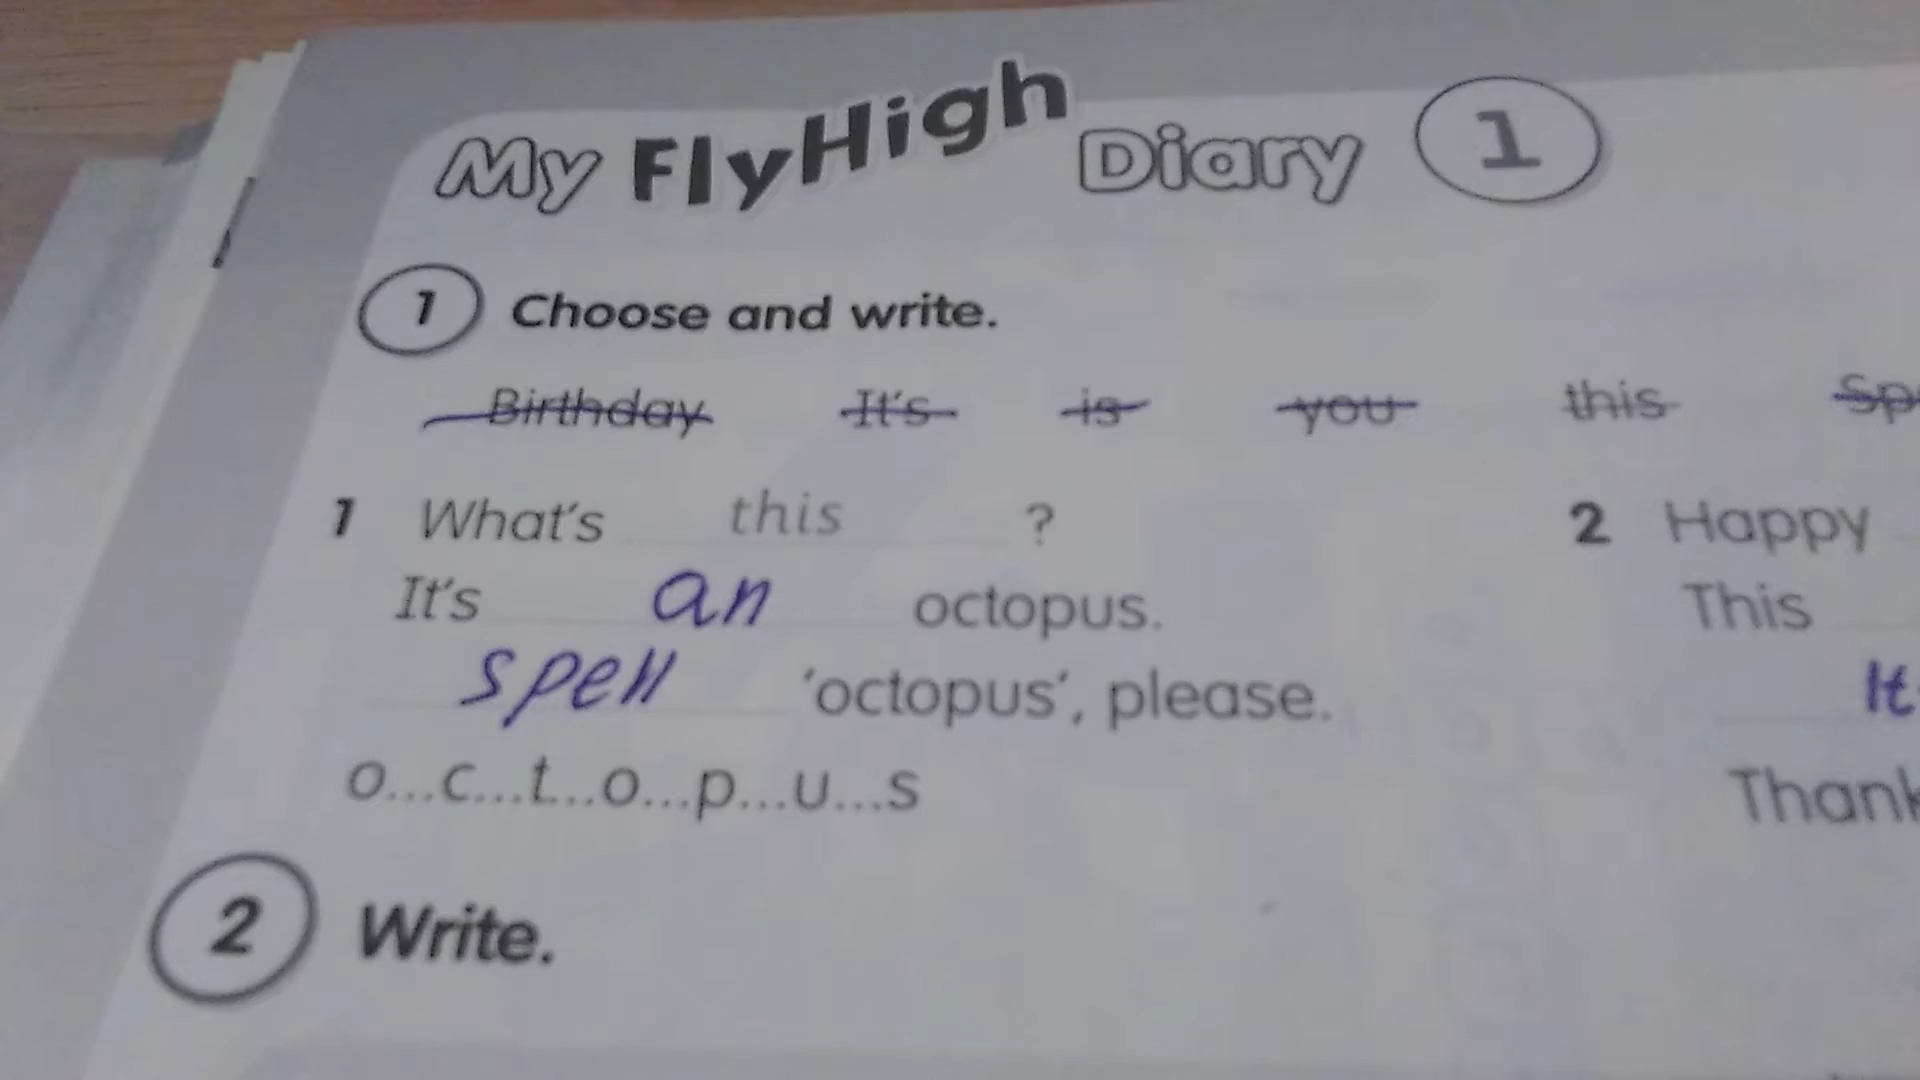 My FlyHigh Diary 1
1 Choose and write.
Birthday It's is you this
1 What's this ?
It's an octopus.
spell 'octopus', please.
o...c...t...o...p...u...s
2 Happy
This
It
2 Write.